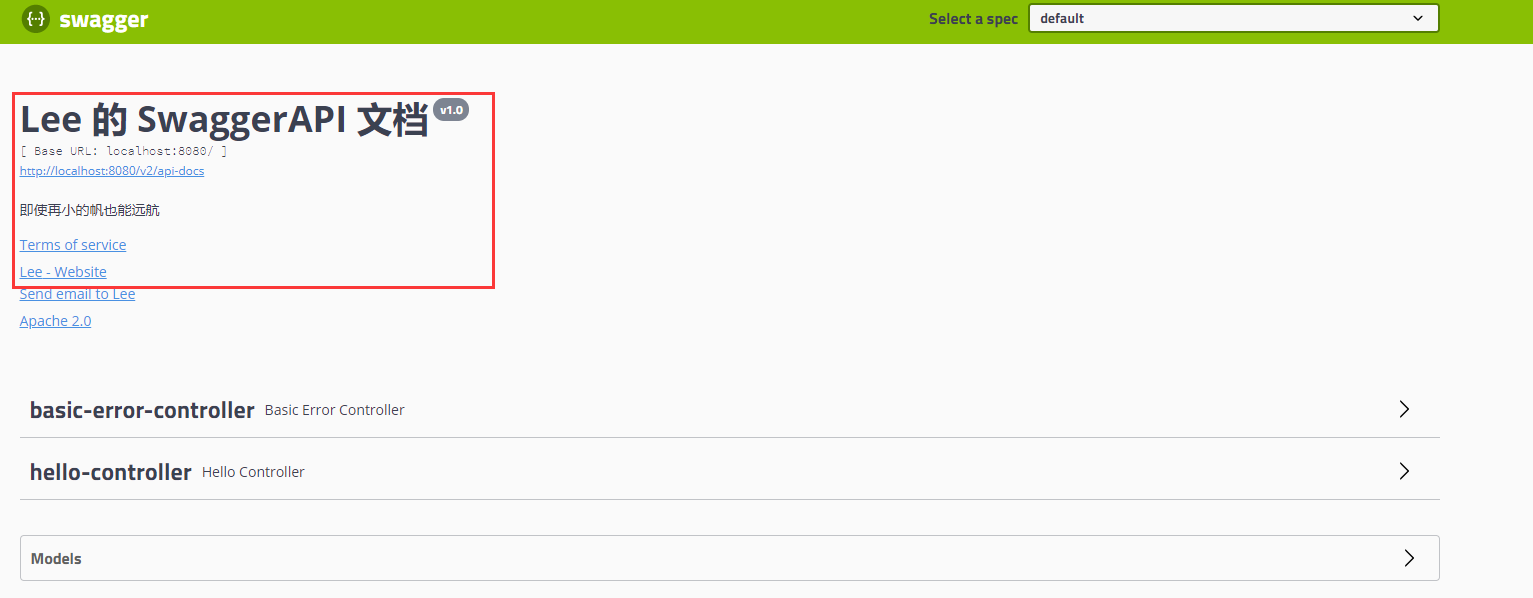 {··} swagger
Select a spec
default
Lee 的 SwaggerAPI 文档 v1.0
[ Base URL: localhost:8080/ ]
http://localhost:8080/v2/api-docs
即使再小的帆也能远航
Terms of service
Lee - Website
Send email to Lee
Apache 2.0
basic-error-controller Basic Error Controller
hello-controller Hello Controller
Models